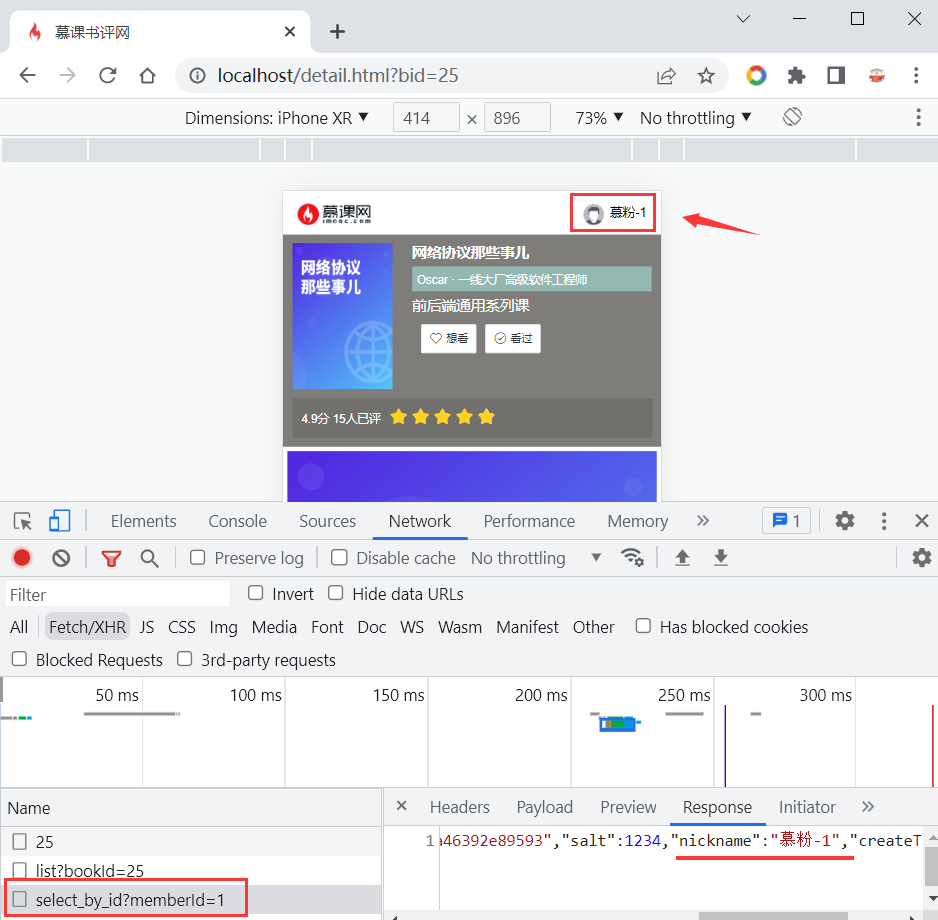 慕课书评网
localhost/detail.html?bid=25
Dimensions: iPhone XR ▼ 414 × 896 73% ▼ No throttling ▼
慕课网 慕粉-1
imooc.com
网络协议
那些事儿
网络协议那些事儿
Oscar · 一线大厂高级软件工程师
前后端通用系列课
想看 看过
4.9分 15人已评
Elements Console Sources Network Performance Memory » 1
Preserve log Disable cache No throttling ▼
Filter Invert Hide data URLs
All Fetch/XHR JS CSS Img Media Font Doc WS Wasm Manifest Other Has blocked cookies
Blocked Requests 3rd-party requests
50 ms 100 ms 150 ms 200 ms 250 ms 300 ms
Name × Headers Payload Preview Response Initiator »
25
1 a46392e89593","salt":1234,"nickname":"慕粉-1","createT
list?bookId=25
select_by_id?memberId=1